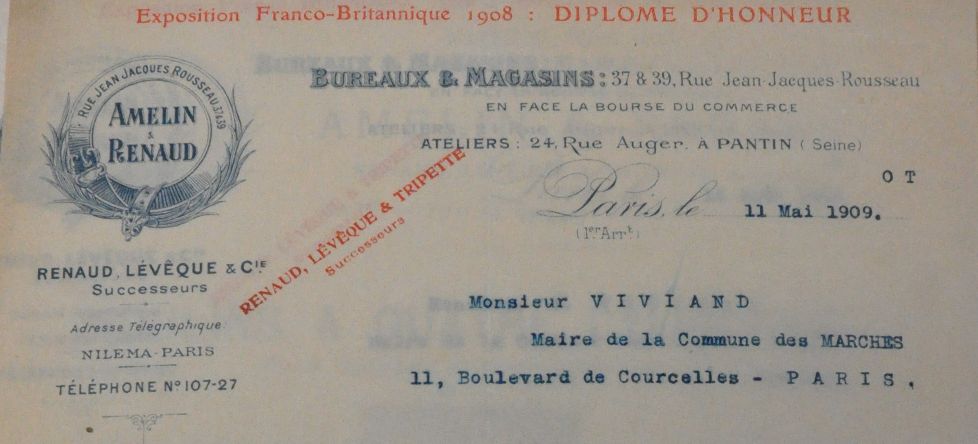 Exposition Franco-Britannique 1908 : DIPLOME D'HONNEUR
RUE JEAN JACQUES ROUSSEAU 37&39
AMELIN
&
RENAUD
RENAUD, LÉVÊQUE & CIE
Successeurs
Adresse Télégraphique:
NILEMA-PARIS
TÉLÉPHONE No 107-27
BUREAUX & MAGASINS: 37 & 39, Rue Jean-Jacques-Rousseau
EN FACE LA BOURSE DU COMMERCE
ATELIERS : 24, Rue Auger, À PANTIN (Seine)
RENAUD, LÉVÊQUE & TRIPETTE
Successeurs
O T
Paris, le 11 Mai 1909.
(1er Arrt)
Monsieur V I V I A N D
Maire de la Commune des MARCHES
11, Boulevard de Courcelles - P A R I S .